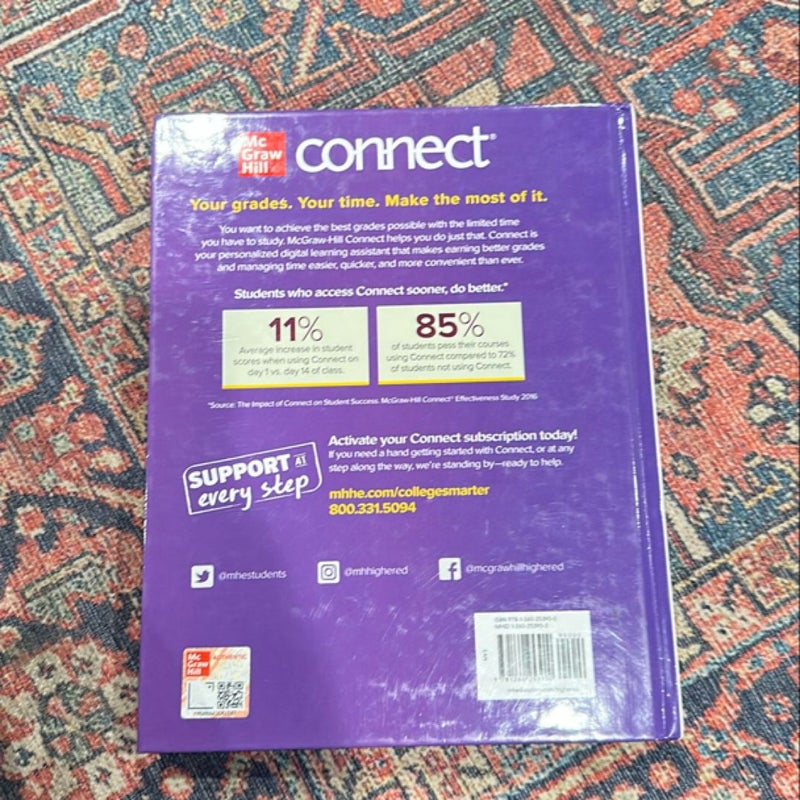 Mc
Graw
Hill
connect®
Your grades. Your time. Make the most of it.
You want to achieve the best grades possible with the limited time
you have to study. McGraw-Hill Connect helps you do just that. Connect is
your personalized digital learning assistant that makes earning better grades
and managing time easier, quicker, and more convenient than ever.
Students who access Connect sooner, do better.*
11%
Average increase in student
scores when using Connect on
day 1 vs. day 14 of class.
85%
of students pass their courses
using Connect compared to 72%
of students not using Connect.
*Source: The Impact of Connect on Student Success. McGraw-Hill Connect® Effectiveness Study 2016
SUPPORT AT
every step
Activate your Connect subscription today!
If you need a hand getting started with Connect, or at any
step along the way, we're standing by—ready to help.
mhhe.com/collegesmarter
800.331.5094
@mhestudents
@mhhighered
@mcgrawhillhighered
Mc
Graw
Hill
AUTHENTIC